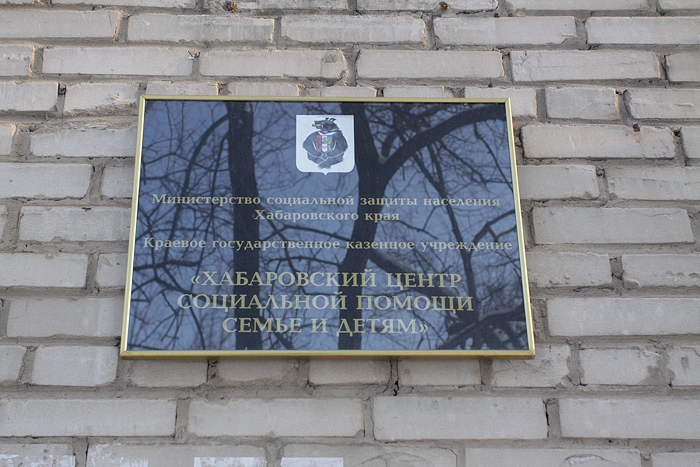 Министерство социальной защиты населения
Хабаровского края
Краевое государственное казенное учреждение
«ХАБАРОВСКИЙ ЦЕНТР
СОЦИАЛЬНОЙ ПОМОЩИ
СЕМЬЕ И ДЕТЯМ»